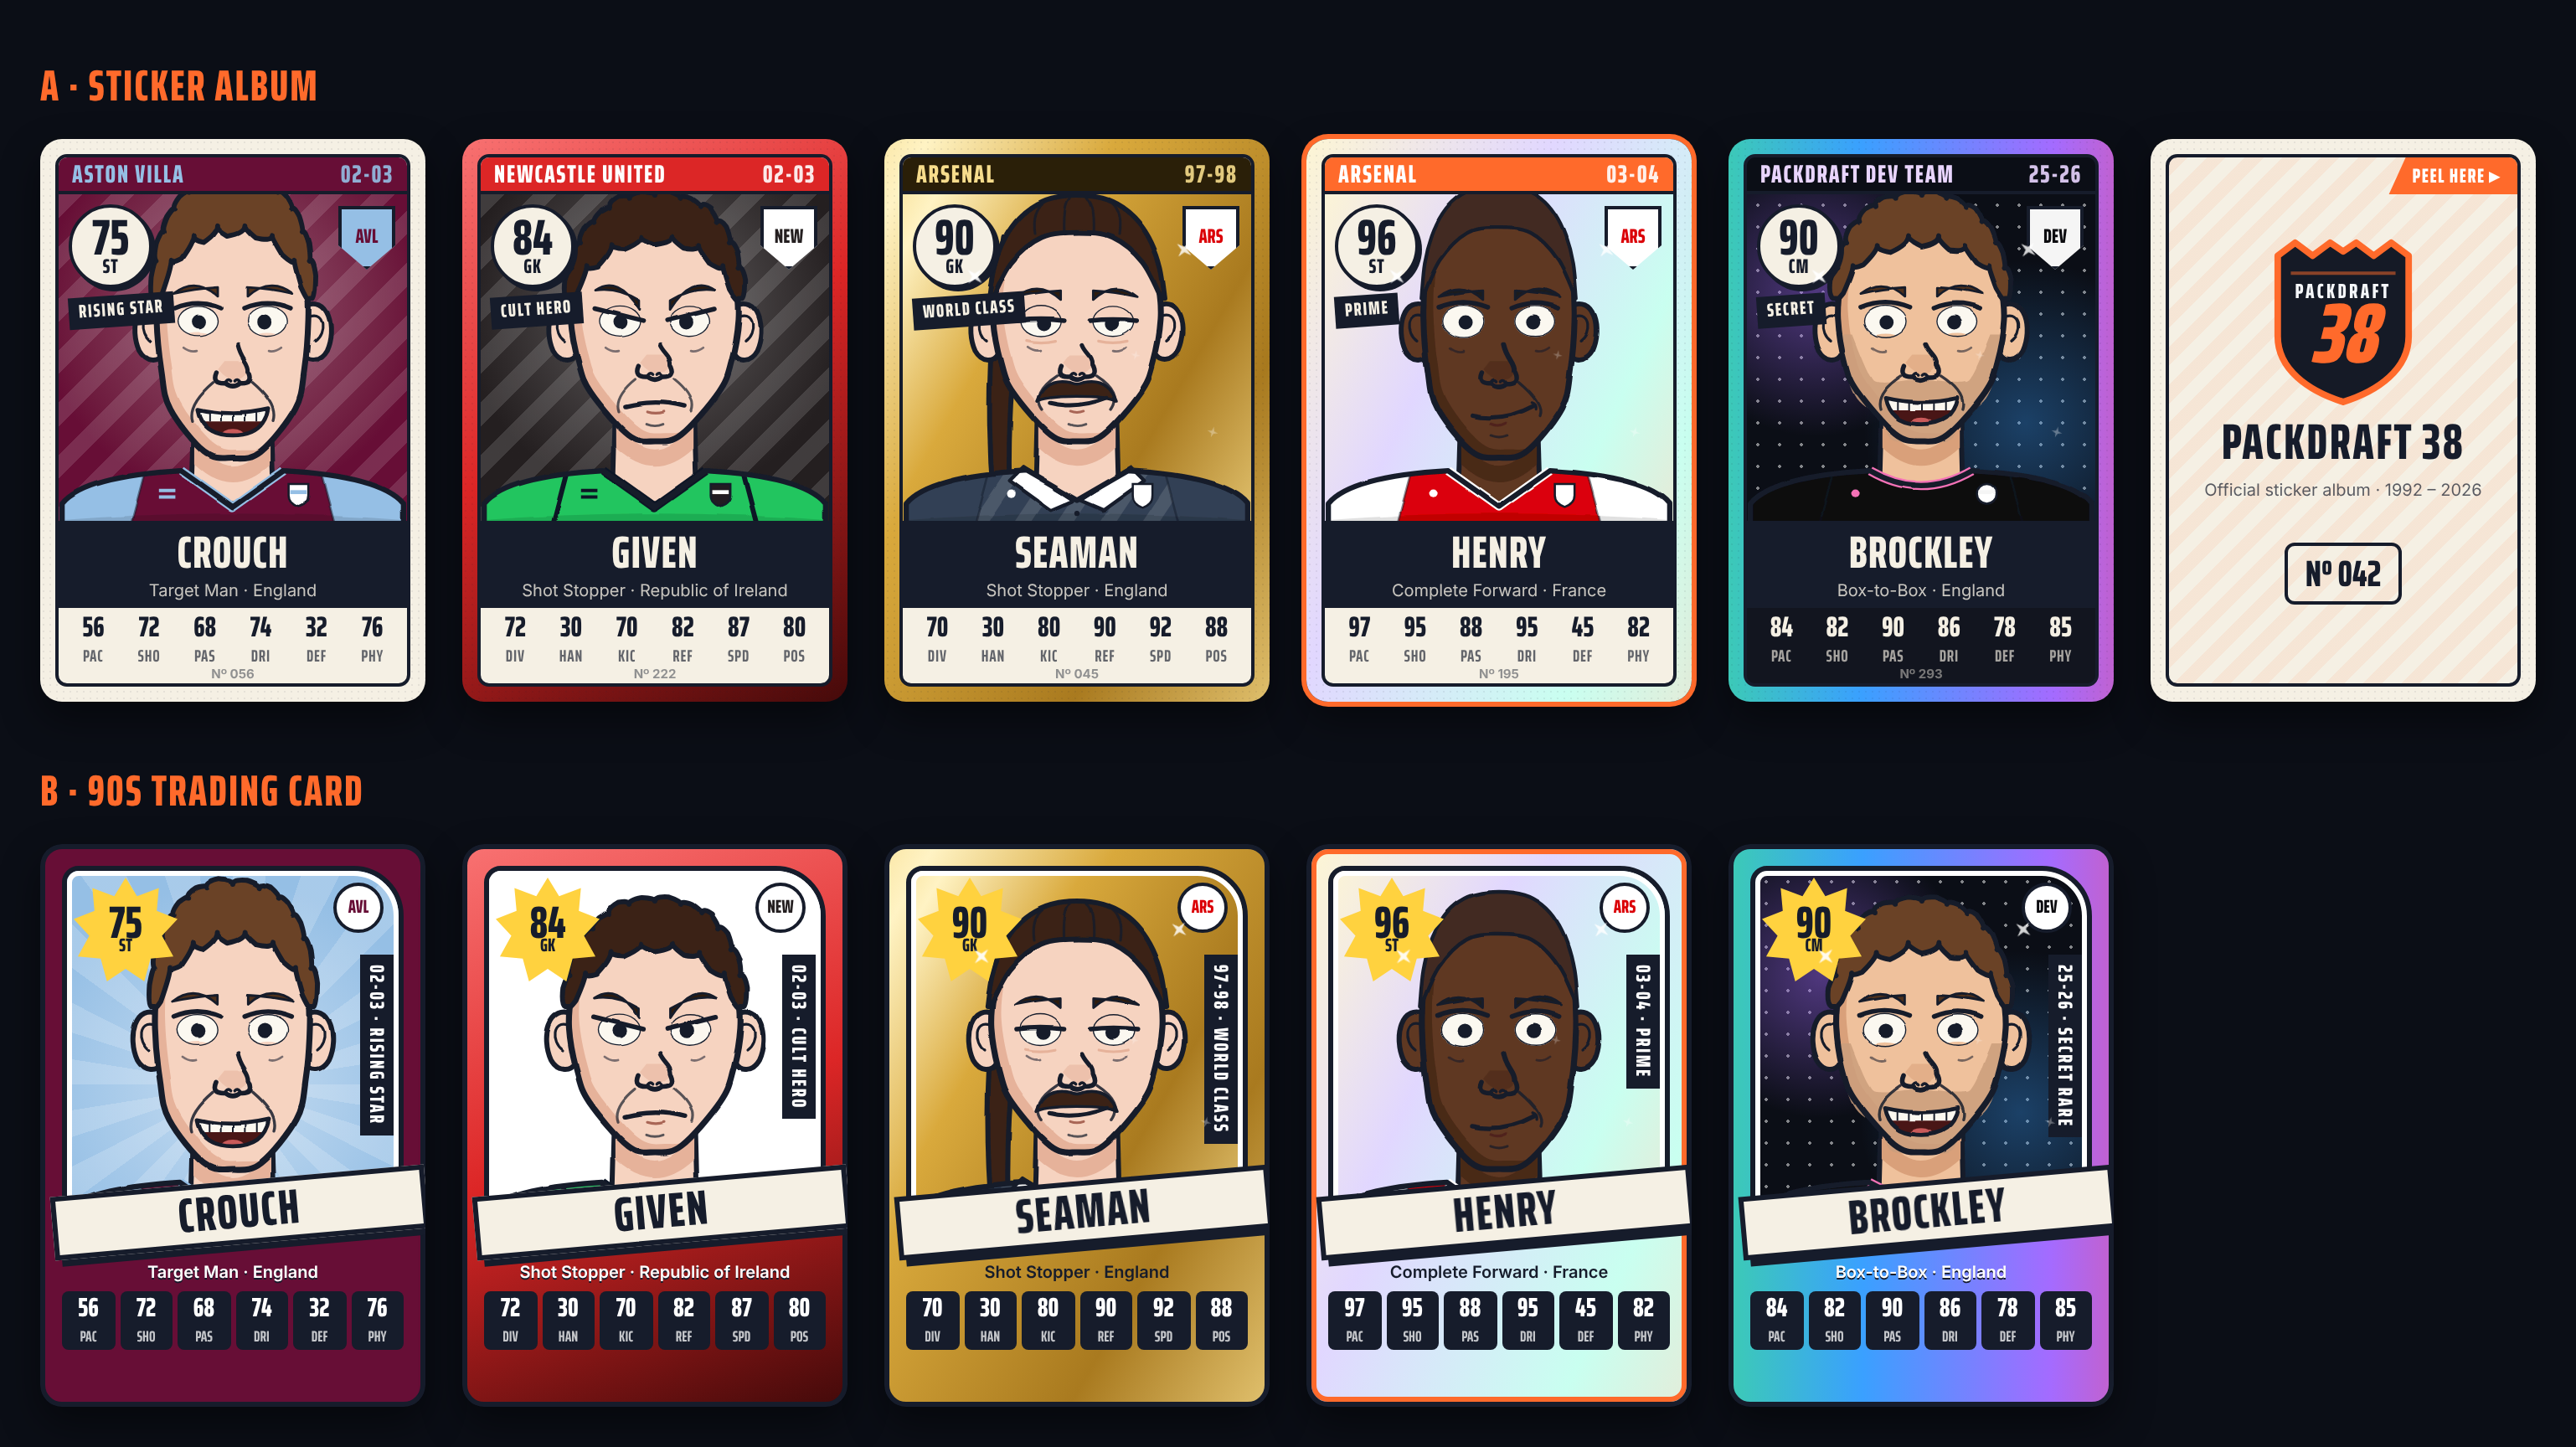 A · STICKER ALBUM
ASTON VILLA 02-03
75
ST
AVL
RISING STAR
CROUCH
Target Man · England
56 72 68 74 32 76
PAC SHO PAS DRI DEF PHY
Nº 056
NEWCASTLE UNITED 02-03
84
GK
NEW
CULT HERO
GIVEN
Shot Stopper · Republic of Ireland
72 30 70 82 87 80
DIV HAN KIC REF SPD POS
Nº 222
ARSENAL 97-98
90
GK
ARS
WORLD CLASS
SEAMAN
Shot Stopper · England
70 30 80 90 92 88
DIV HAN KIC REF SPD POS
Nº 045
ARSENAL 03-04
96
ST
ARS
PRIME
HENRY
Complete Forward · France
97 95 88 95 45 82
PAC SHO PAS DRI DEF PHY
Nº 195
PACKDRAFT DEV TEAM 25-26
90
CM
DEV
SECRET
BROCKLEY
Box-to-Box · England
84 82 90 86 78 85
PAC SHO PAS DRI DEF PHY
Nº 293
PEEL HERE ▶
PACKDRAFT
38
PACKDRAFT 38
Official sticker album · 1992 – 2026
Nº 042
B · 90S TRADING CARD
75
ST
AVL
02-03 · RISING STAR
CROUCH
Target Man · England
56 72 68 74 32 76
PAC SHO PAS DRI DEF PHY
84
GK
NEW
02-03 · CULT HERO
GIVEN
Shot Stopper · Republic of Ireland
72 30 70 82 87 80
DIV HAN KIC REF SPD POS
90
GK
ARS
97-98 · WORLD CLASS
SEAMAN
Shot Stopper · England
70 30 80 90 92 88
DIV HAN KIC REF SPD POS
96
ST
ARS
03-04 · PRIME
HENRY
Complete Forward · France
97 95 88 95 45 82
PAC SHO PAS DRI DEF PHY
90
CM
DEV
25-26 · SECRET RARE
BROCKLEY
Box-to-Box · England
84 82 90 86 78 85
PAC SHO PAS DRI DEF PHY